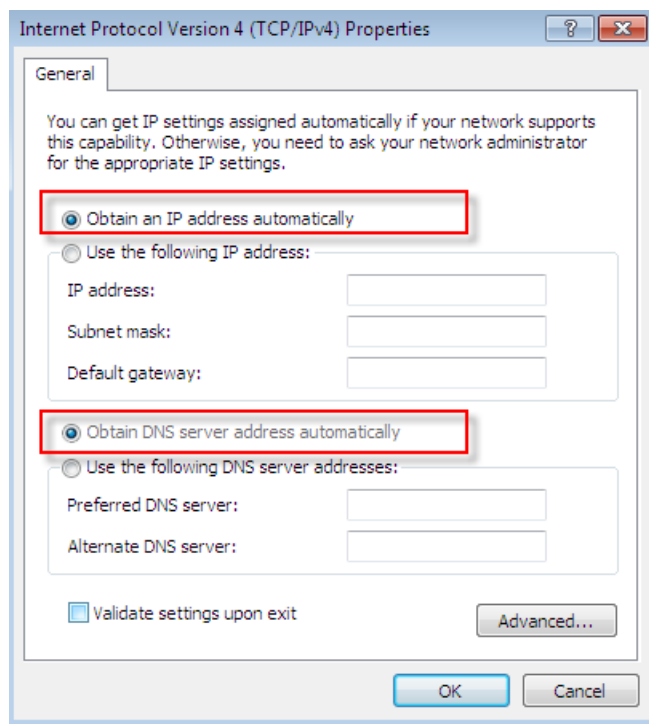 Internet Protocol Version 4 (TCP/IPv4) Properties
General
You can get IP settings assigned automatically if your network supports
this capability. Otherwise, you need to ask your network administrator
for the appropriate IP settings.
Obtain an IP address automatically
Use the following IP address:
IP address:
Subnet mask:
Default gateway:
Obtain DNS server address automatically
Use the following DNS server addresses:
Preferred DNS server:
Alternate DNS server:
Validate settings upon exit
Advanced...
OK
Cancel